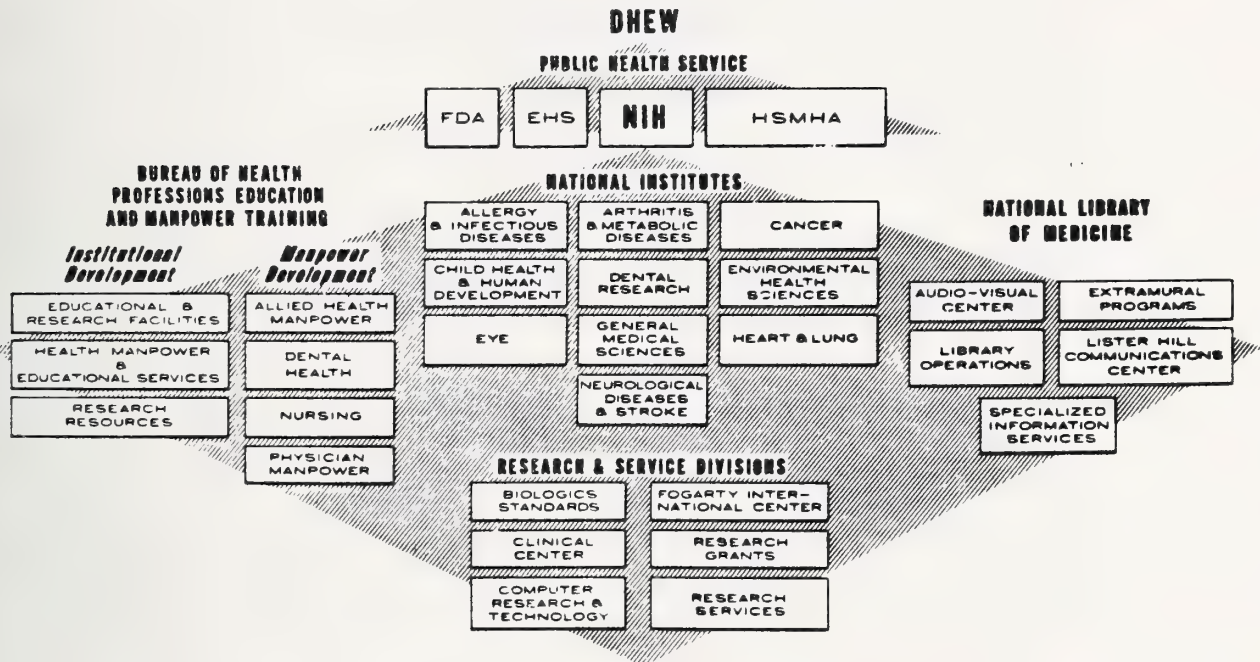 DHEW
PUBLIC HEALTH SERVICE
FDA
EHS
NIH
HSMHA
BUREAU OF HEALTH
PROFESSIONS EDUCATION
AND MANPOWER TRAINING
Institutional
Development
EDUCATIONAL &
RESEARCH FACILITIES
HEALTH MANPOWER
&
EDUCATIONAL SERVICES
RESEARCH
RESOURCES
Manpower
Development
ALLIED HEALTH
MANPOWER
DENTAL
HEALTH
NURSING
PHYSICIAN
MANPOWER
NATIONAL INSTITUTES
ALLERGY
& INFECTIOUS
DISEASES
ARTHRITIS
& METABOLIC
DISEASES
CANCER
CHILD HEALTH
& HUMAN
DEVELOPMENT
DENTAL
RESEARCH
ENVIRONMENTAL
HEALTH
SCIENCES
EYE
GENERAL
MEDICAL
SCIENCES
HEART & LUNG
NEUROLOGICAL
DISEASES
& STROKE
NATIONAL LIBRARY
OF MEDICINE
AUDIO-VISUAL
CENTER
EXTRAMURAL
PROGRAMS
LIBRARY
OPERATIONS
LISTER HILL
COMMUNICATIONS
CENTER
SPECIALIZED
INFORMATION
SERVICES
RESEARCH & SERVICE DIVISIONS
BIOLOGICS
STANDARDS
FOGARTY INTER-
NATIONAL CENTER
CLINICAL
CENTER
RESEARCH
GRANTS
COMPUTER
RESEARCH &
TECHNOLOGY
RESEARCH
SERVICES